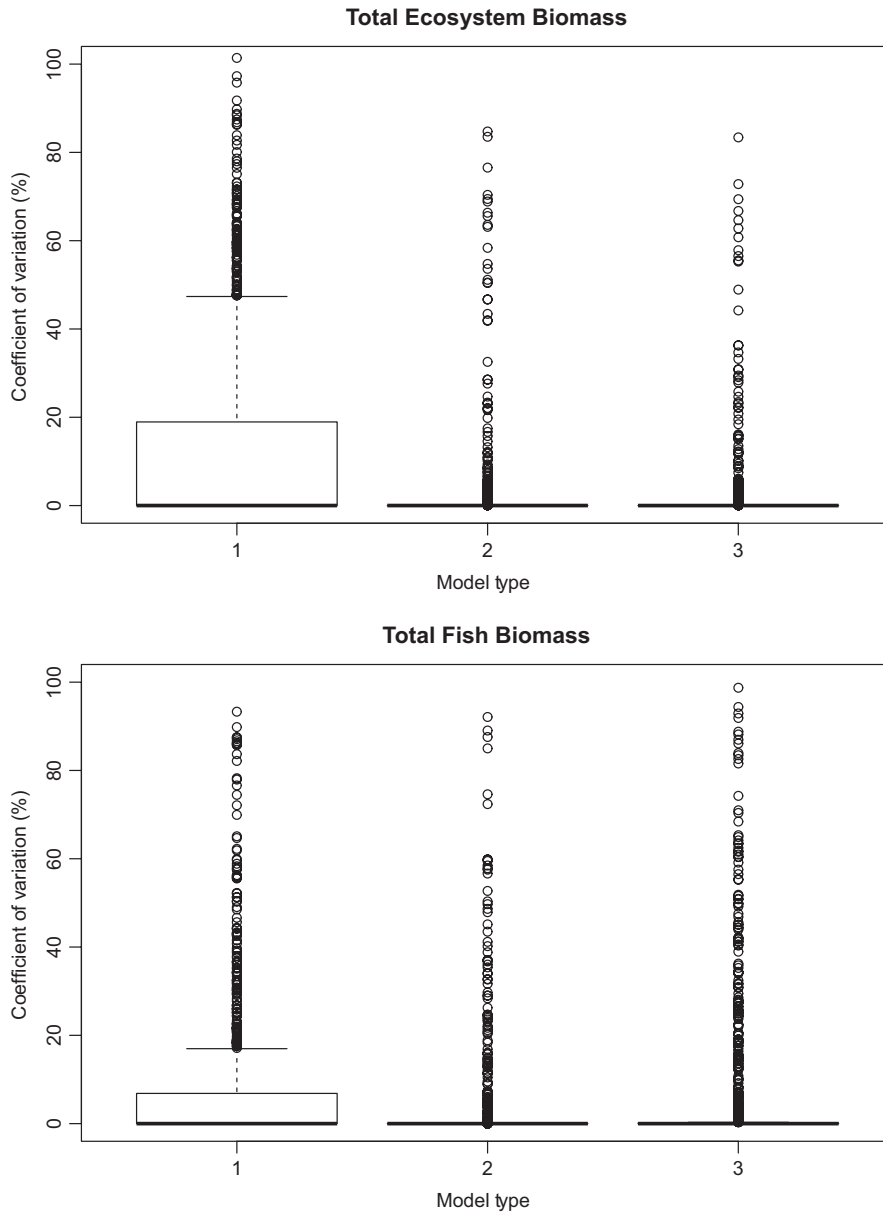 Total Ecosystem Biomass
Coefficient of variation (%)
100
80
60
40
20
0
1 2 3
Model type
Total Fish Biomass
Coefficient of variation (%)
100
80
60
40
20
0
1 2 3
Model type